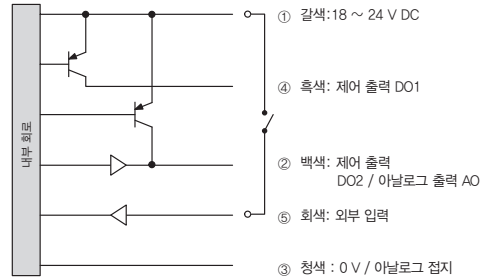 내부 회로
① 갈색:18 ～ 24 V DC
④ 흑색: 제어 출력 DO1
② 백색: 제어 출력
DO2 / 아날로그 출력 AO
⑤ 회색: 외부 입력
③ 청색 : 0 V / 아날로그 접지